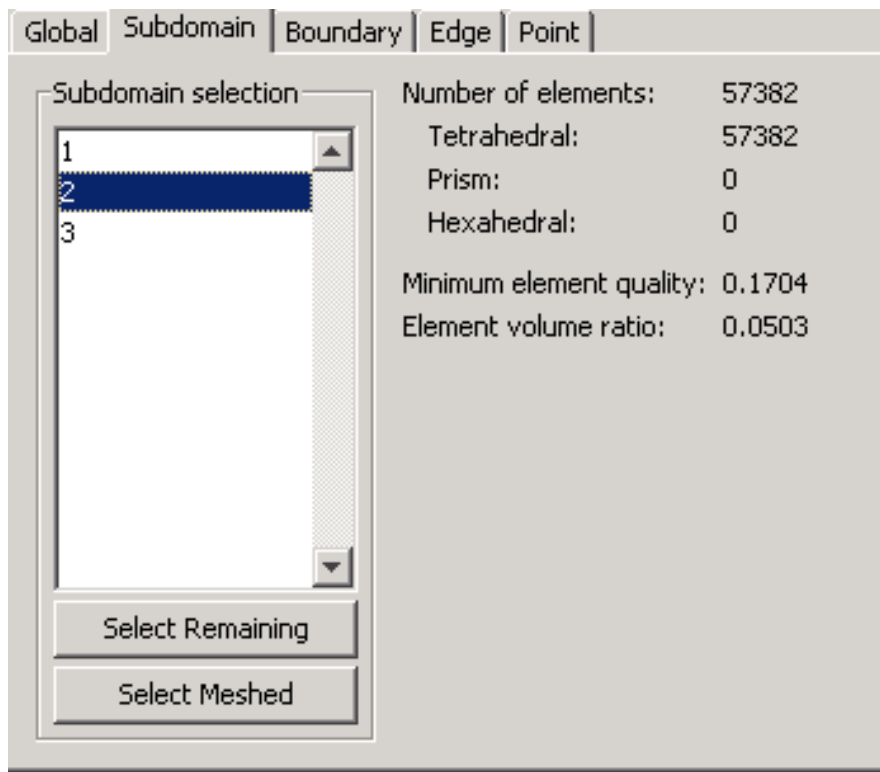 Global Subdomain Boundary Edge Point
Subdomain selection
1
2
3
Select Remaining
Select Meshed
Number of elements: 57382
Tetrahedral: 57382
Prism: 0
Hexahedral: 0
Minimum element quality: 0.1704
Element volume ratio: 0.0503